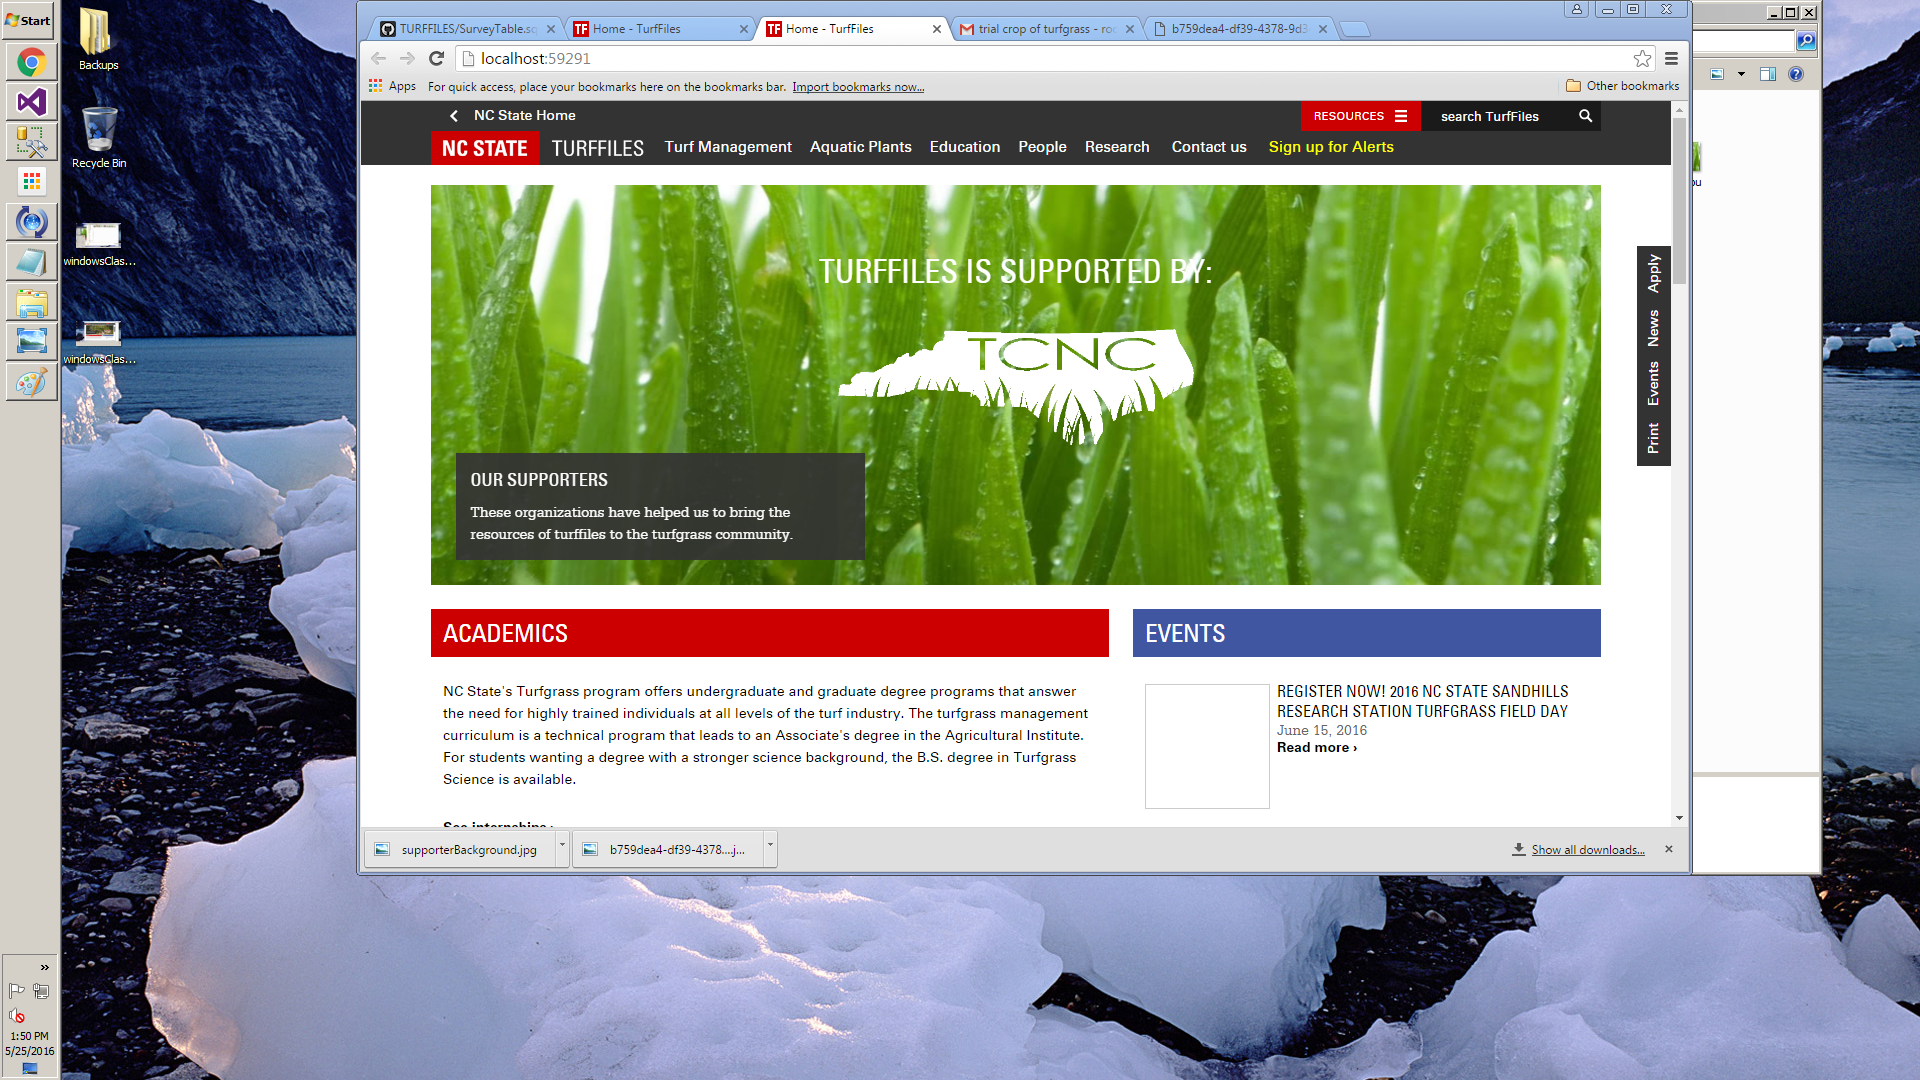 Start
Backups
Recycle Bin
windowsClas...
windowsClas...
1:50 PM
5/25/2016
TURFFILES/SurveyTable.sq
Home - TurfFiles
Home - TurfFiles
trial crop of turfgrass - roc
b759dea4-df39-4378-9d3
localhost:59291
Apps
For quick access, place your bookmarks here on the bookmarks bar. Import bookmarks now...
Other bookmarks
NC State Home
RESOURCES
search TurfFiles
NC STATE TURFFILES
Turf Management Aquatic Plants Education People Research Contact us Sign up for Alerts
TURFFILES IS SUPPORTED BY:
TCNC
OUR SUPPORTERS
These organizations have helped us to bring the
resources of turffiles to the turfgrass community.
Apply
News
Events
Print
ACADEMICS
NC State's Turfgrass program offers undergraduate and graduate degree programs that answer
the need for highly trained individuals at all levels of the turf industry. The turfgrass management
curriculum is a technical program that leads to an Associate's degree in the Agricultural Institute.
For students wanting a degree with a stronger science background, the B.S. degree in Turfgrass
Science is available.
See internships ›
EVENTS
REGISTER NOW! 2016 NC STATE SANDHILLS
RESEARCH STATION TURFGRASS FIELD DAY
June 15, 2016
Read more ›
supporterBackground.jpg
b759dea4-df39-4378....j...
Show all downloads...